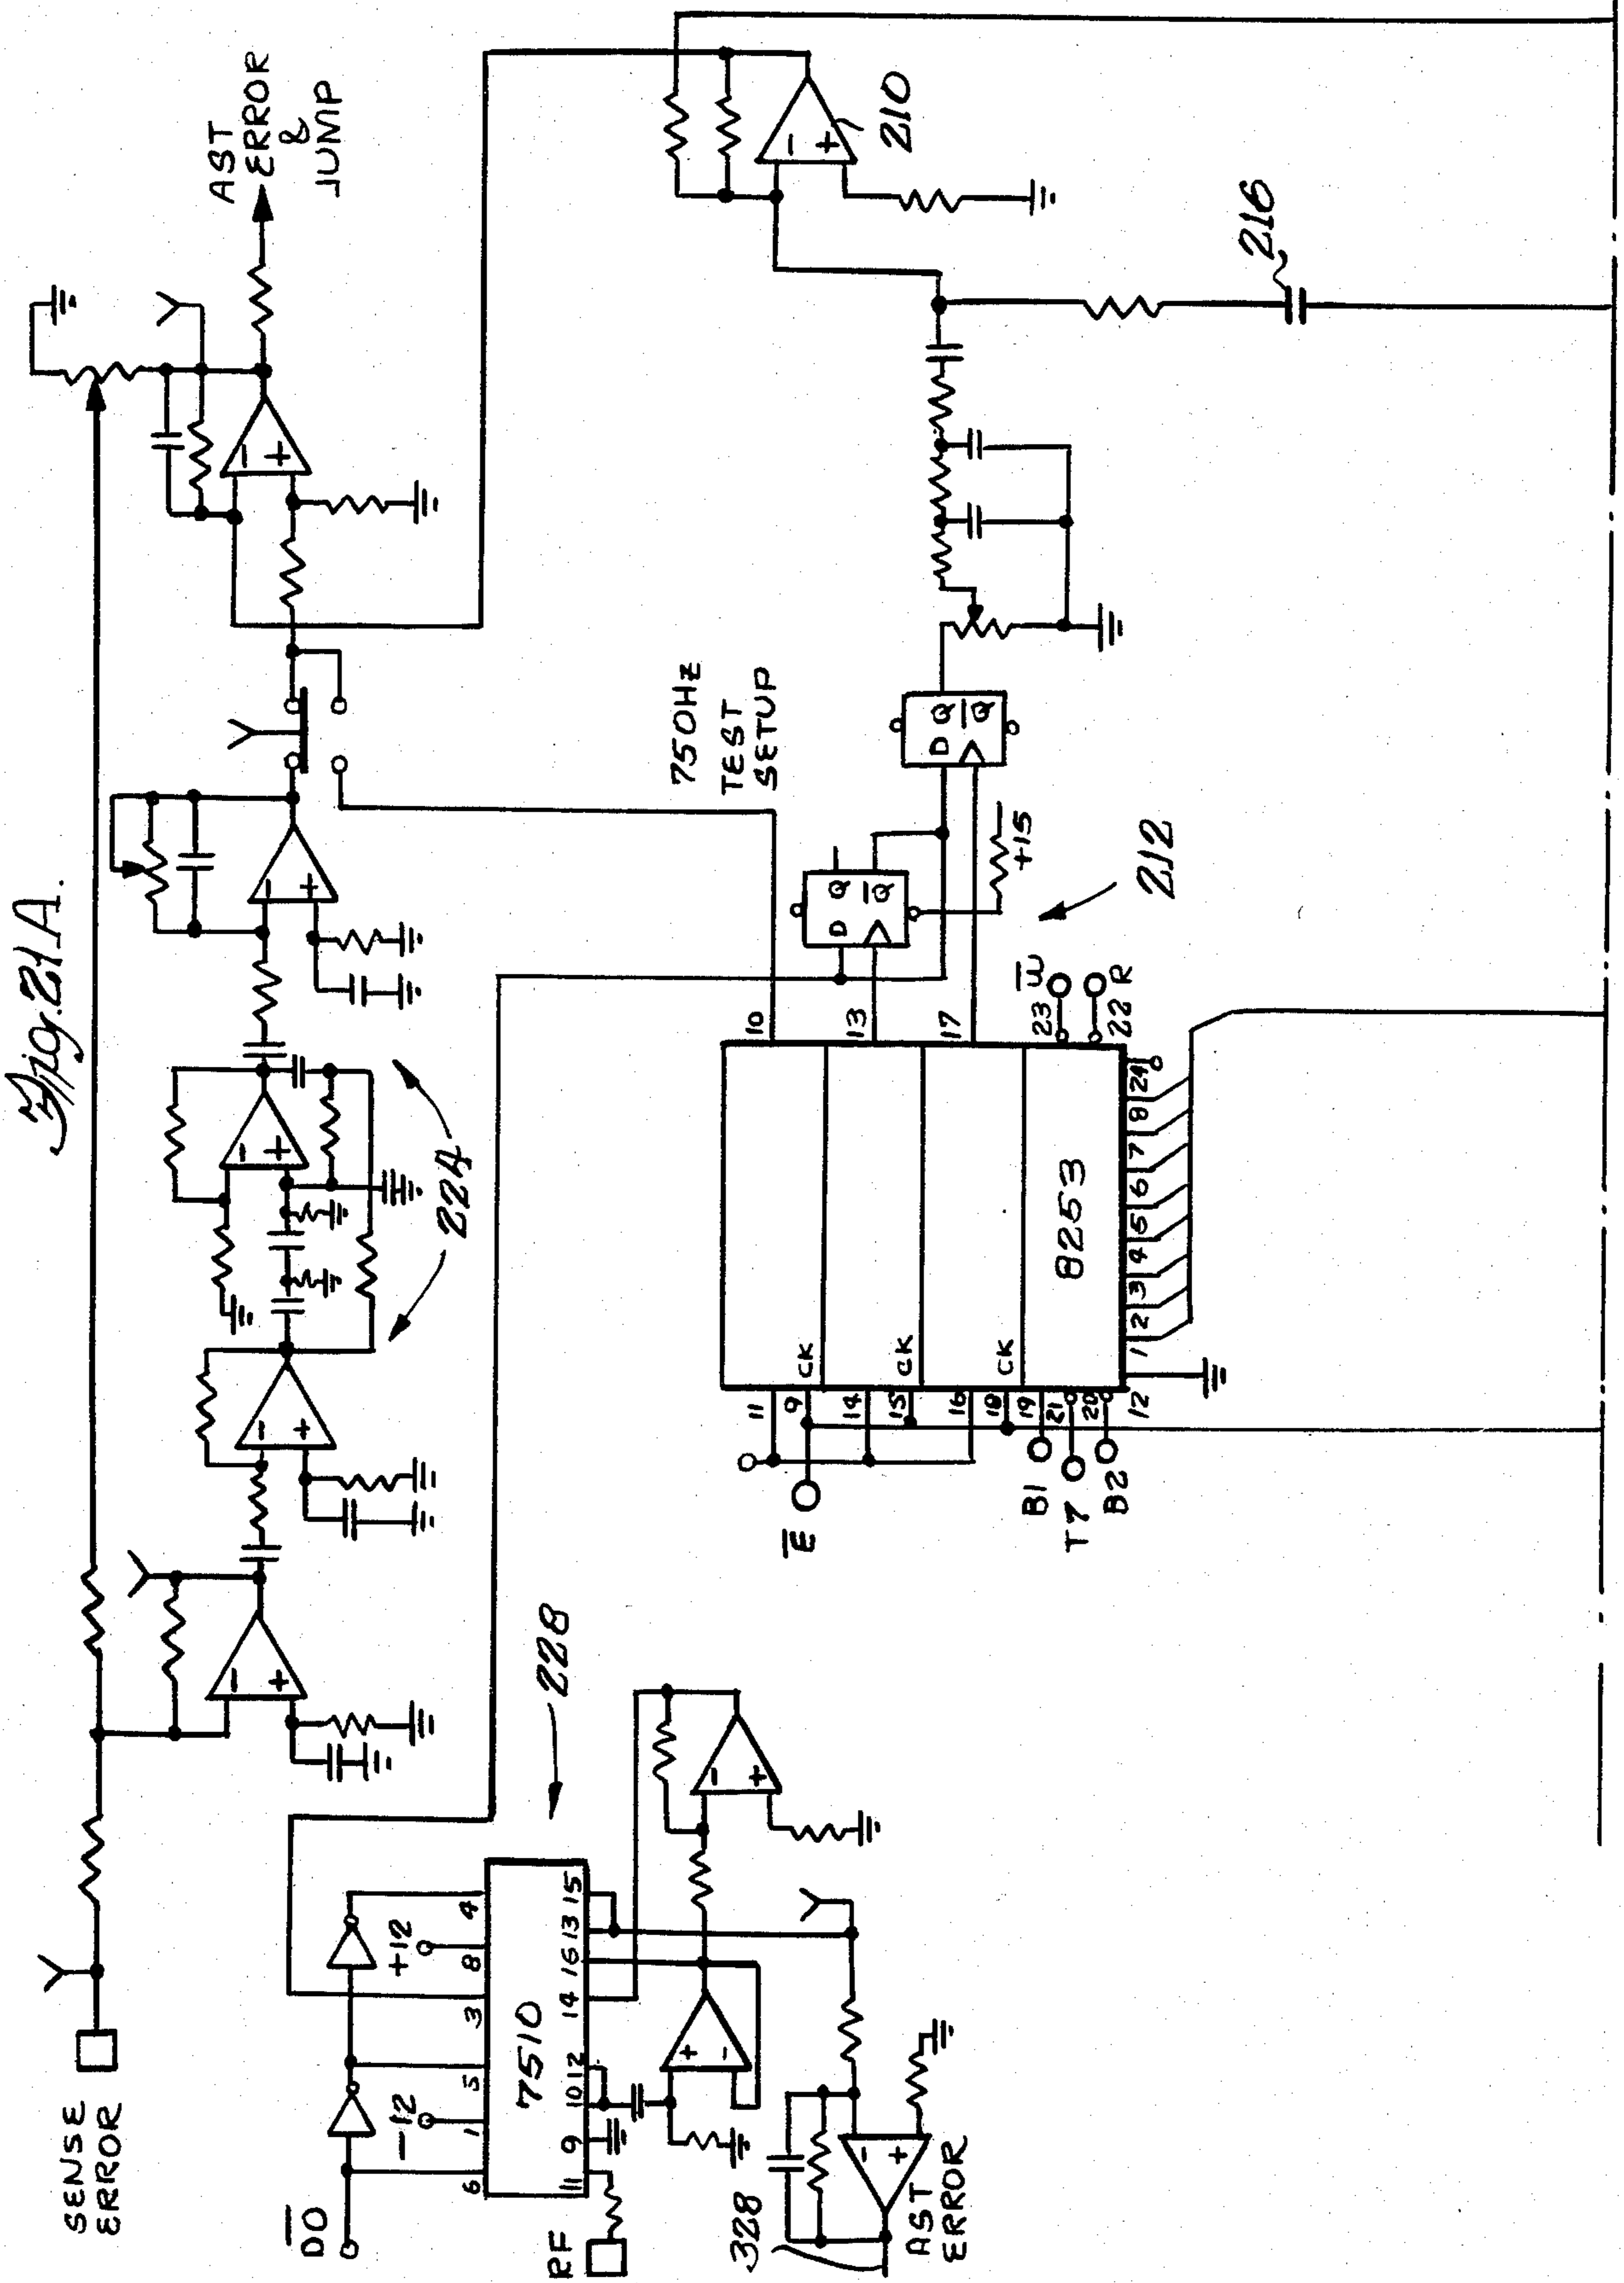 Fig. 21A.
SENSE
ERROR
AST
ERROR
&
JUMP
224
750HZ
TEST
SETUP
D̅O̅
-12
+12
6 1 5 3 8 4
7510
11 9 10 12 14 16 13 15
228
RF
328
AST
ERROR
- +
- +
- +
- +
- +
+ -
- +
- +
- +
210
216
212
+15
D Q
Q̅
D Q
Q̅
10
13
17
23 W̅
22 R
11
9 CK
14
15 CK
16
18 CK
19
21
20
12
E̅
B1
T7
B2
8253
1 2 3 4 5 6 7 8 24